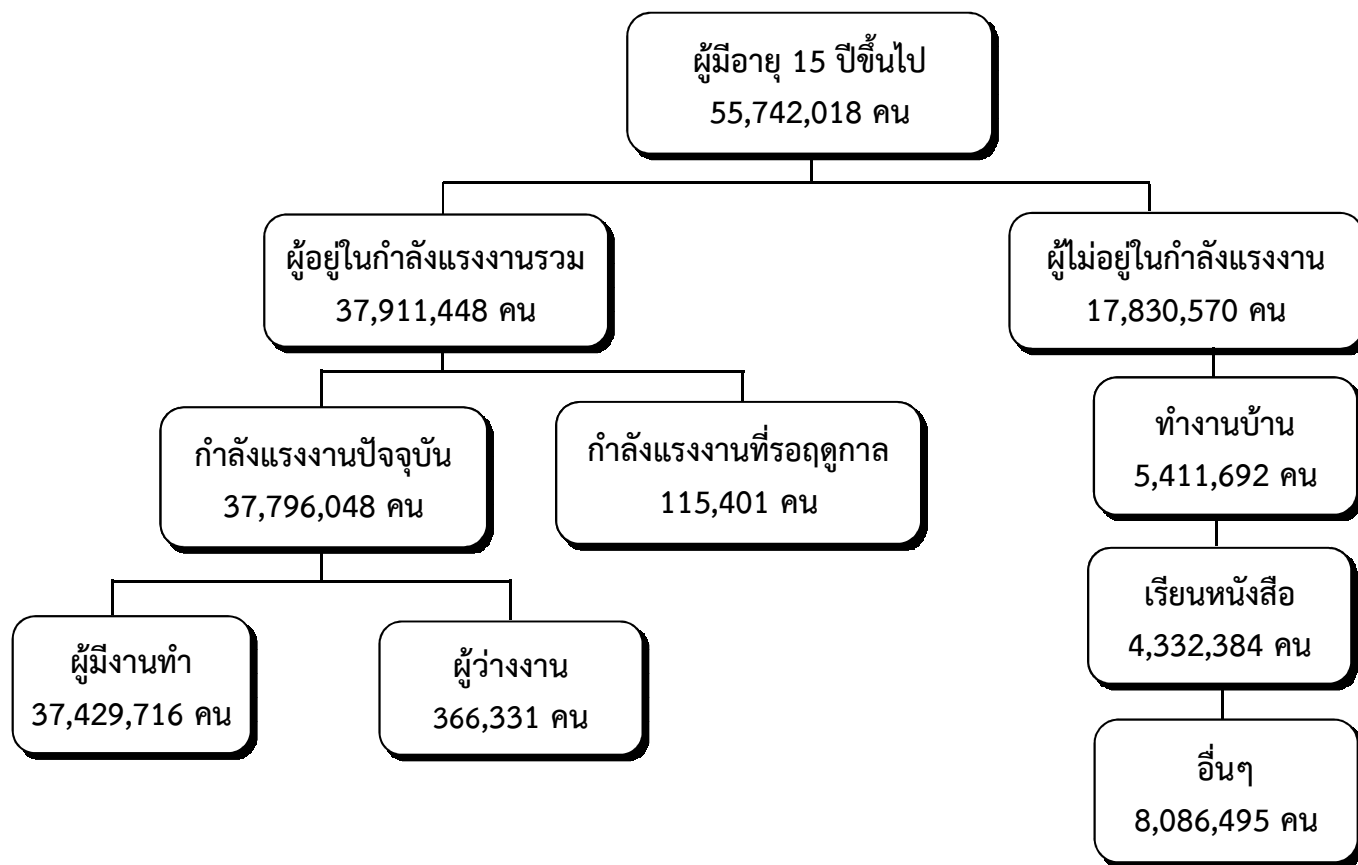 ผู้มีอายุ 15 ปีขึ้นไป
55,742,018 คน
ผู้อยู่ในกำลังแรงงานรวม
37,911,448 คน
ผู้ไม่อยู่ในกำลังแรงงาน
17,830,570 คน
กำลังแรงงานปัจจุบัน
37,796,048 คน
กำลังแรงงานที่รอฤดูกาล
115,401 คน
ทำงานบ้าน
5,411,692 คน
ผู้มีงานทำ
37,429,716 คน
ผู้ว่างงาน
366,331 คน
เรียนหนังสือ
4,332,384 คน
อื่นๆ
8,086,495 คน